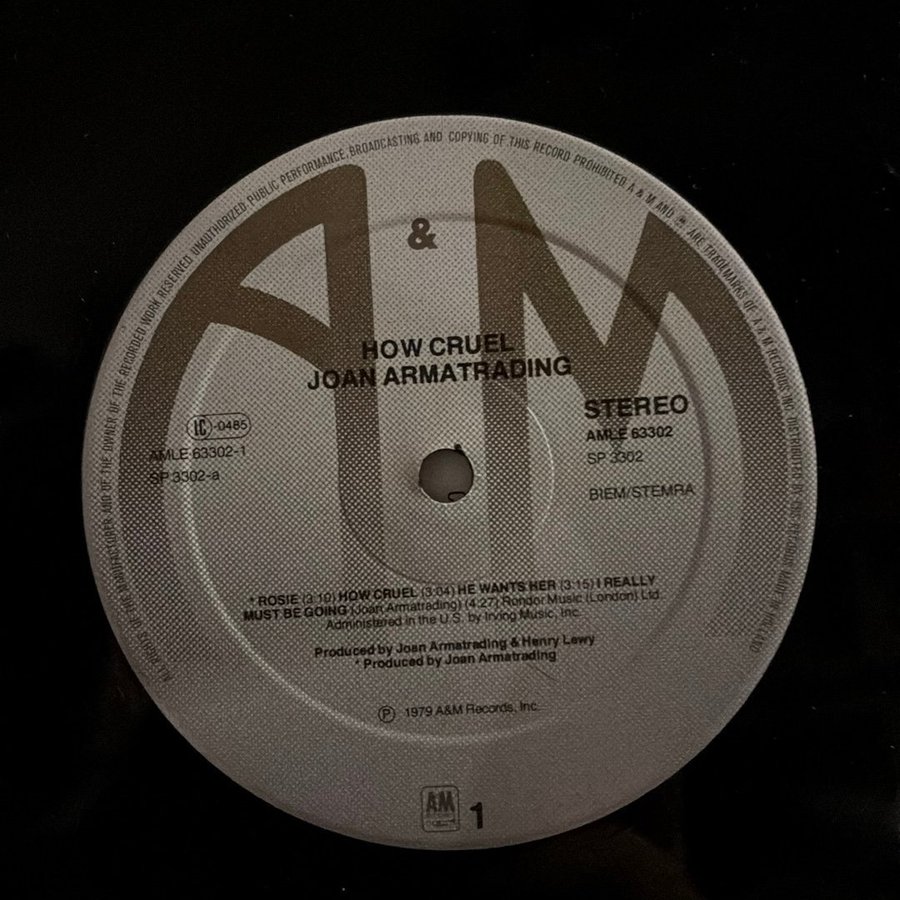 ALL RIGHTS OF THE MANUFACTURER AND OF THE OWNER OF THE RECORDED WORK RESERVED. UNAUTHORIZED PUBLIC PERFORMANCE, BROADCASTING AND COPYING OF THIS RECORD PROHIBITED A & M AND ARE TRADEMARKS OF A & M RECORDS, INC. DISTRIBUTED BY CBS RECORDS MADE IN HOLLAND
A & M
HOW CRUEL
JOAN ARMATRADING
LC-0485
AMLE 63302-1
SP 3302-a
STEREO
AMLE 63302
SP 3302
BIEM/STEMRA
* ROSIE (3:10) HOW CRUEL (3:04) HE WANTS HER (3:15) I REALLY
MUST BE GOING (Joan Armatrading) (4.27) Rondor Music (London) Ltd.
Administered in the U.S. by Irving Music, Inc.
Produced by Joan Armatrading & Henry Lewy
* Produced by Joan Armatrading
Ⓟ 1979 A&M Records, Inc.
A&M
1